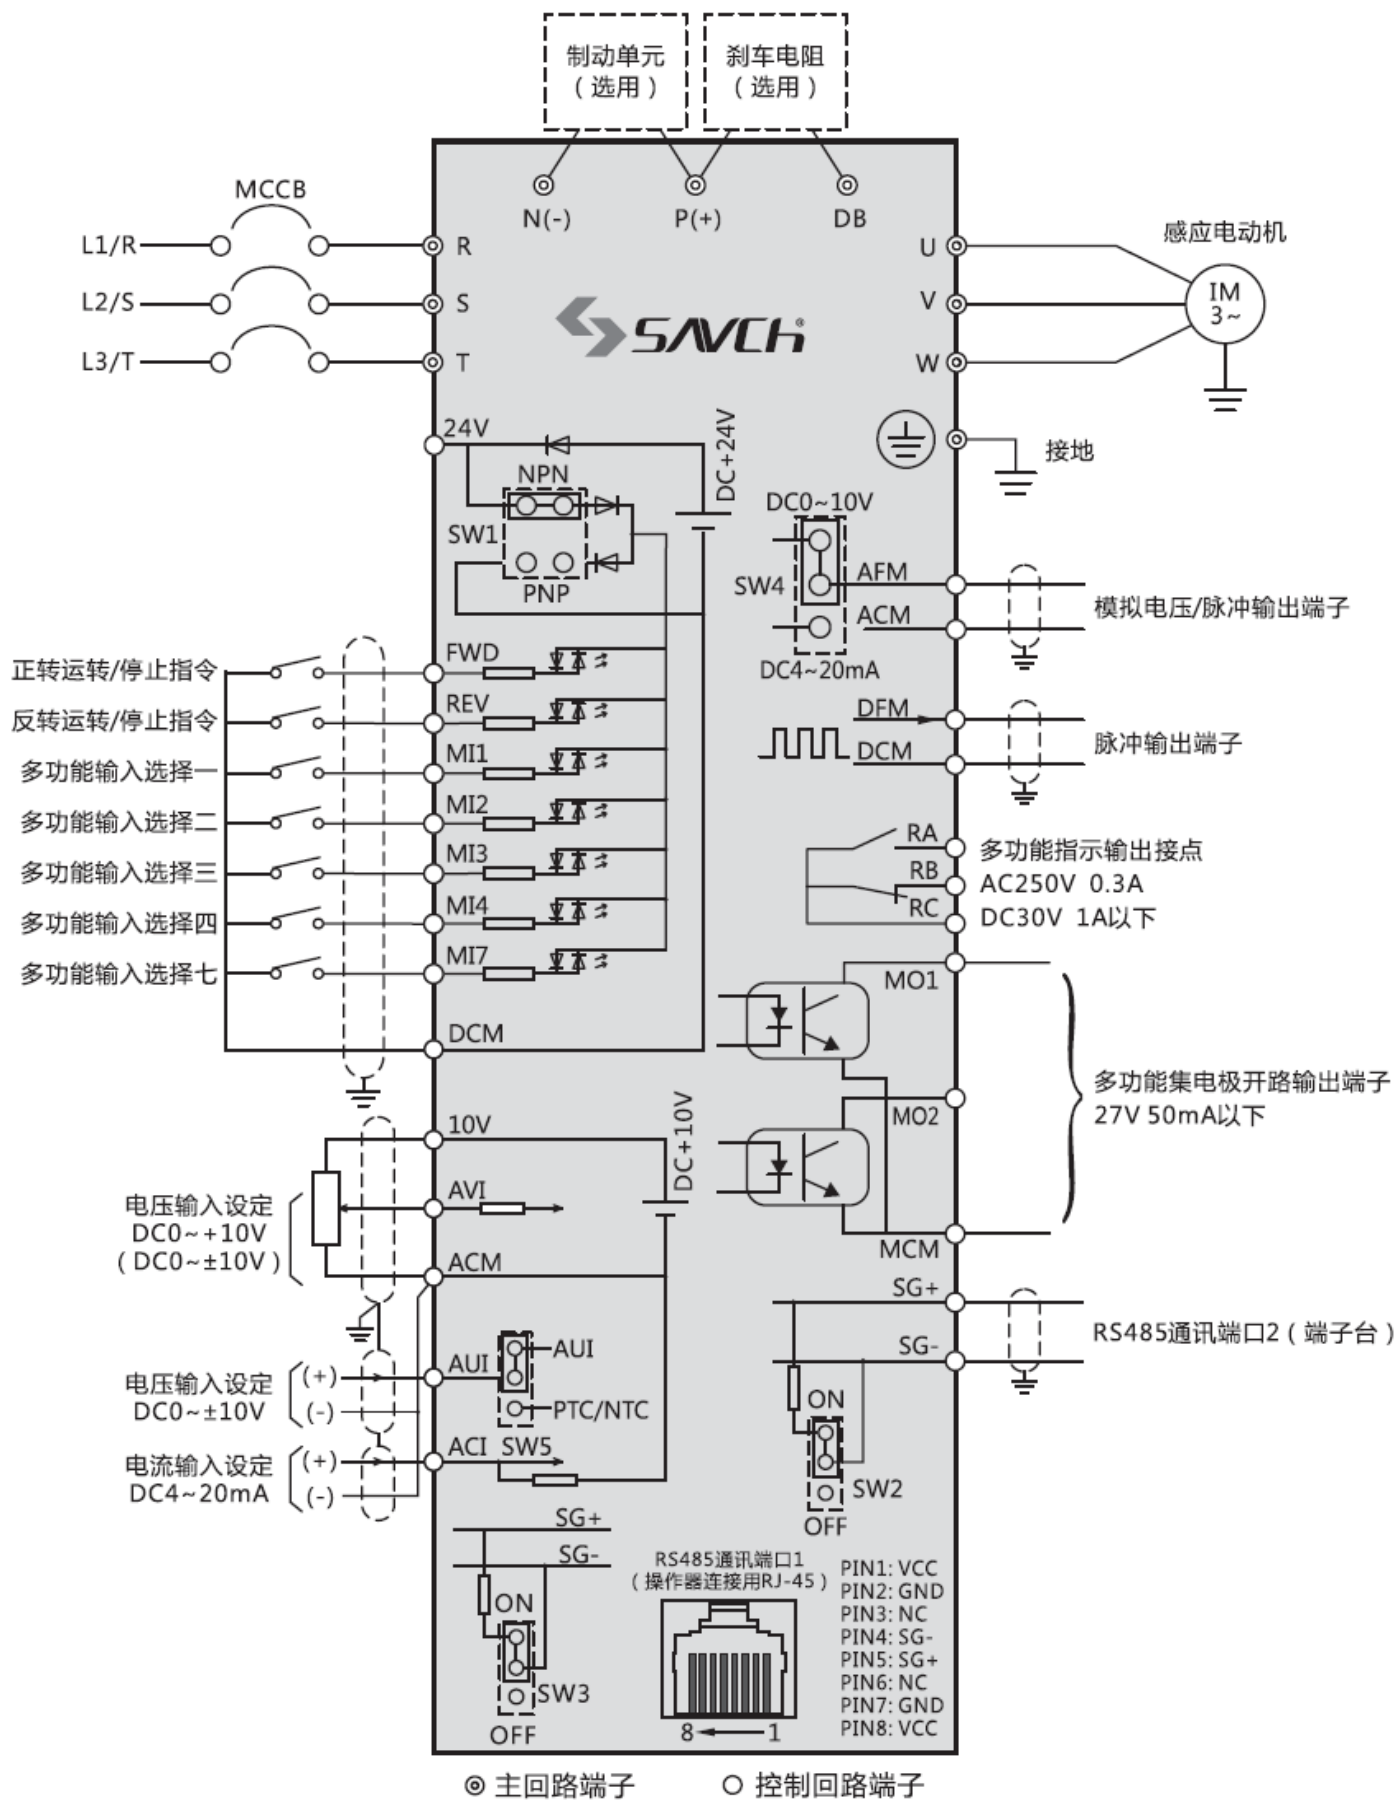 制动单元
（选用）
刹车电阻
（选用）
N(-)
P(+)
DB
MCCB
L1/R
R
L2/S
S
L3/T
T
SAVCh®
U
V
W
感应电动机
IM
3~
接地
24V
NPN
SW1
PNP
DC+24V
DC0~10V
SW4
AFM
ACM
DC4~20mA
模拟电压/脉冲输出端子
DFM
DCM
脉冲输出端子
正转运转/停止指令
FWD
反转运转/停止指令
REV
多功能输入选择一
MI1
多功能输入选择二
MI2
多功能输入选择三
MI3
多功能输入选择四
MI4
多功能输入选择七
MI7
DCM
RA
RB
RC
多功能指示输出接点
AC250V 0.3A
DC30V 1A以下
MO1
MO2
MCM
多功能集电极开路输出端子
27V 50mA以下
10V
DC+10V
AVI
ACM
电压输入设定
DC0~+10V
（DC0~±10V）
AUI
AUI
PTC/NTC
电压输入设定
DC0~±10V
(+)
(-)
ACI
SW5
电流输入设定
DC4~20mA
(+)
(-)
SG+
SG-
RS485通讯端口2（端子台）
ON
SW2
OFF
SG+
SG-
ON
SW3
OFF
RS485通讯端口1
（操作器连接用RJ-45）
8
1
PIN1: VCC
PIN2: GND
PIN3: NC
PIN4: SG-
PIN5: SG+
PIN6: NC
PIN7: GND
PIN8: VCC
主回路端子
控制回路端子